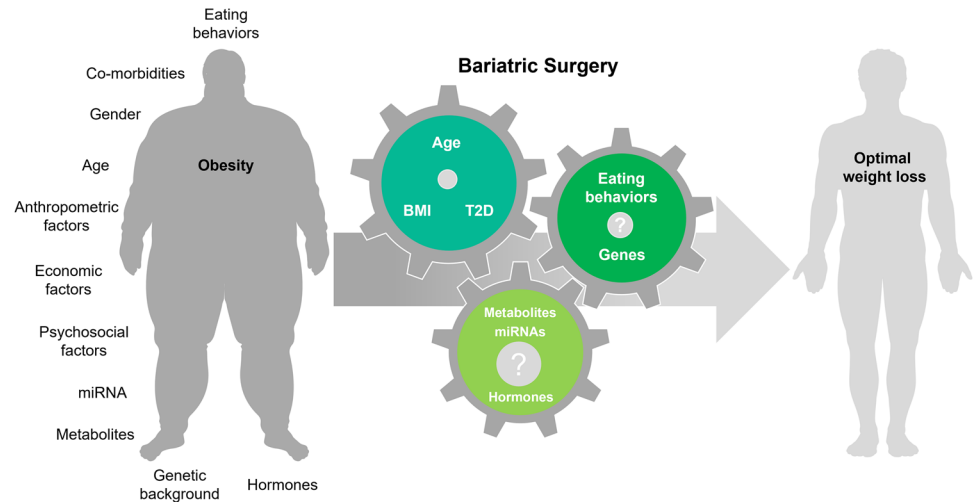 Eating
behaviors
Co-morbidities
Gender
Age
Anthropometric
factors
Economic
factors
Psychosocial
factors
miRNA
Metabolites
Genetic
background
Hormones
Obesity
Bariatric Surgery
Age
BMI T2D
Eating
behaviors
?
Genes
Metabolites
miRNAs
?
Hormones
Optimal
weight loss